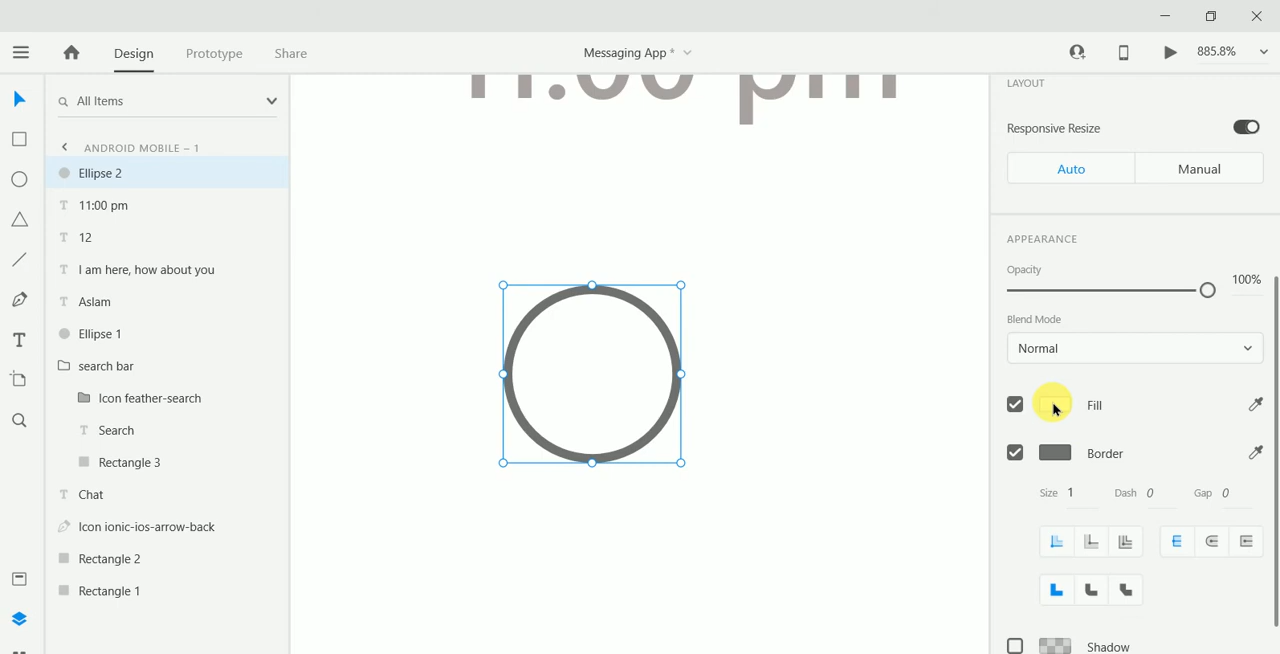 Design
Prototype
Share
Messaging App *
885.8%
All Items
ANDROID MOBILE – 1
Ellipse 2
11:00 pm
12
I am here, how about you
Aslam
Ellipse 1
search bar
Icon feather-search
Search
Rectangle 3
Chat
Icon ionic-ios-arrow-back
Rectangle 2
Rectangle 1
11:00 pm
LAYOUT
Responsive Resize
Auto
Manual
APPEARANCE
Opacity
100%
Blend Mode
Normal
Fill
Border
Size 1
Dash 0
Gap 0
Shadow